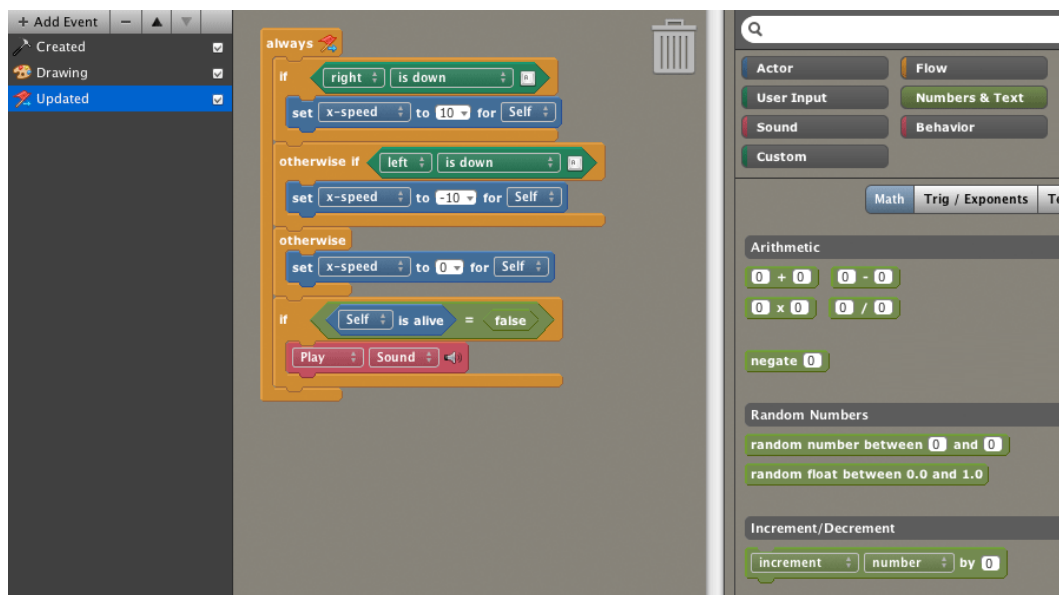 + Add Event − ▲ ▼
Created
Drawing
Updated
always
if right is down
set x-speed to 10 for Self
otherwise if left is down
set x-speed to -10 for Self
otherwise
set x-speed to 0 for Self
if Self is alive = false
Play Sound
Actor Flow
User Input Numbers & Text
Sound Behavior
Custom
Math Trig / Exponents
Arithmetic
0 + 0 0 - 0
0 x 0 0 / 0
negate 0
Random Numbers
random number between 0 and 0
random float between 0.0 and 1.0
Increment/Decrement
increment number by 0